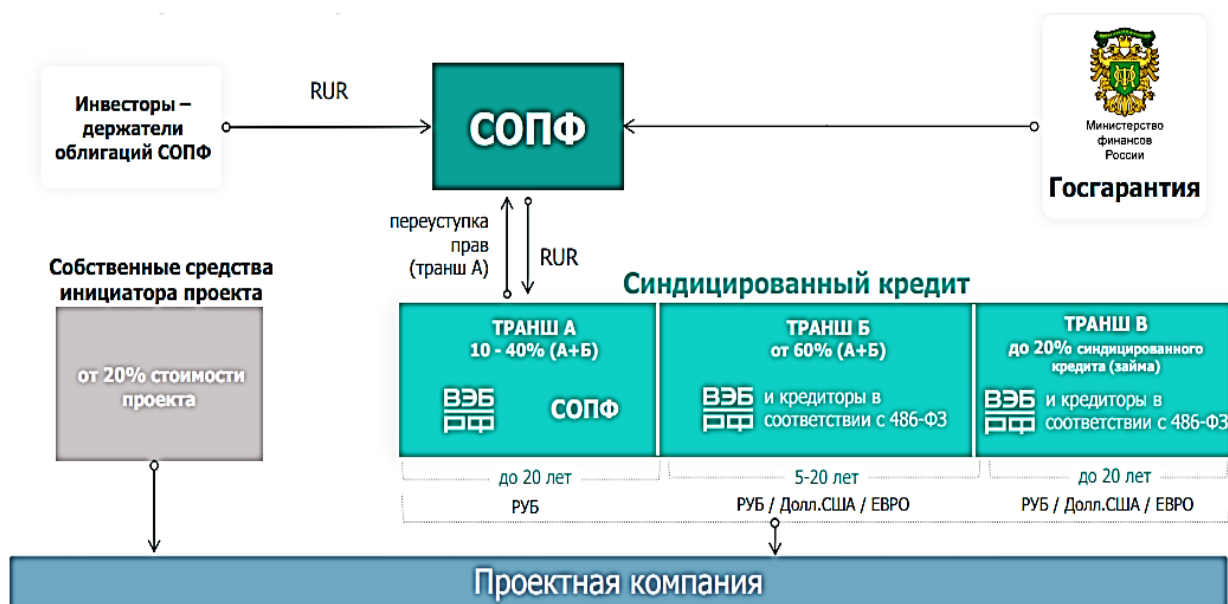 RUR
Инвесторы –
держатели
облигаций СОПФ
СОПФ
Министерство
финансов
России
Госгарантия
переуступка
прав
(транш А)
RUR
Собственные средства
инициатора проекта
от 20% стоимости
проекта
Синдицированный кредит
ТРАНШ А
10 - 40% (А+Б)
ВЭБ
РФ
СОПФ
до 20 лет
РУБ
ТРАНШ Б
от 60% (А+Б)
ВЭБ
РФ
и кредиторы в
соответствии с 486-ФЗ
5-20 лет
РУБ / Долл.США / ЕВРО
ТРАНШ В
до 20% синдицированного
кредита (займа)
ВЭБ
РФ
и кредиторы в
соответствии с 486-ФЗ
до 20 лет
РУБ / Долл.США / ЕВРО
Проектная компания